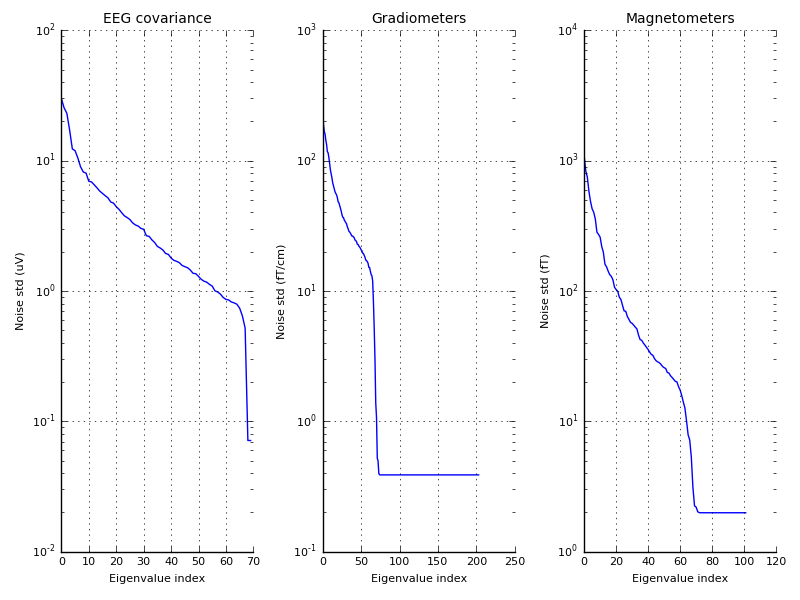 EEG covariance
Gradiometers
Magnetometers
10^2
10^1
10^0
10^-1
10^-2
Noise std (uV)
0 10 20 30 40 50 60 70
Eigenvalue index
10^3
10^2
10^1
10^0
10^-1
Noise std (fT/cm)
0 50 100 150 200 250
Eigenvalue index
10^4
10^3
10^2
10^1
10^0
Noise std (fT)
0 20 40 60 80 100 120
Eigenvalue index